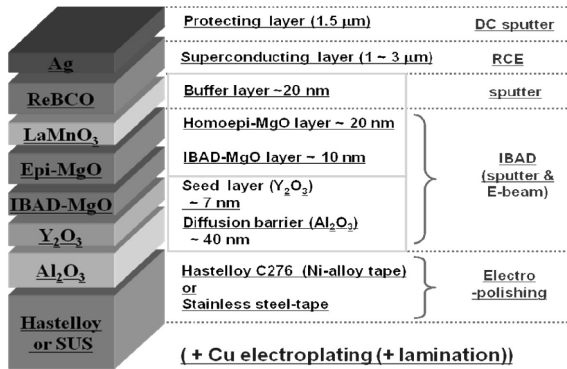 Protecting layer (1.5 μm)
DC sputter
Superconducting layer (1 ~ 3 μm)
RCE
Ag
Buffer layer ~20 nm
sputter
ReBCO
Homoepi-MgO layer ~ 20 nm
LaMnO₃
IBAD-MgO layer ~ 10 nm
IBAD
(sputter &
E-beam)
Epi-MgO
Seed layer (Y₂O₃)
~ 7 nm
IBAD-MgO
Diffusion barrier (Al₂O₃)
~ 40 nm
Y₂O₃
Al₂O₃
Hastelloy C276 (Ni-alloy tape)
or
Stainless steel-tape
Electro
-polishing
Hastelloy
or SUS
( + Cu electroplating (+ lamination))